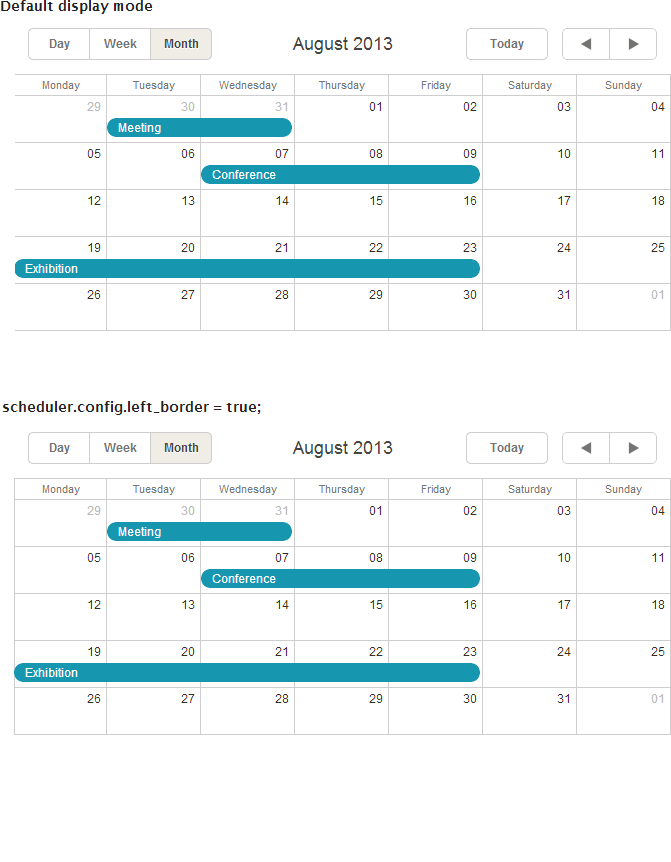 Default display mode
Day Week Month August 2013 Today
Monday Tuesday Wednesday Thursday Friday Saturday Sunday
29 30 31 01 02 03 04
Meeting
05 06 07 08 09 10 11
Conference
12 13 14 15 16 17 18
19 20 21 22 23 24 25
Exhibition
26 27 28 29 30 31 01
scheduler.config.left_border = true;
Day Week Month August 2013 Today
Monday Tuesday Wednesday Thursday Friday Saturday Sunday
29 30 31 01 02 03 04
Meeting
05 06 07 08 09 10 11
Conference
12 13 14 15 16 17 18
19 20 21 22 23 24 25
Exhibition
26 27 28 29 30 31 01